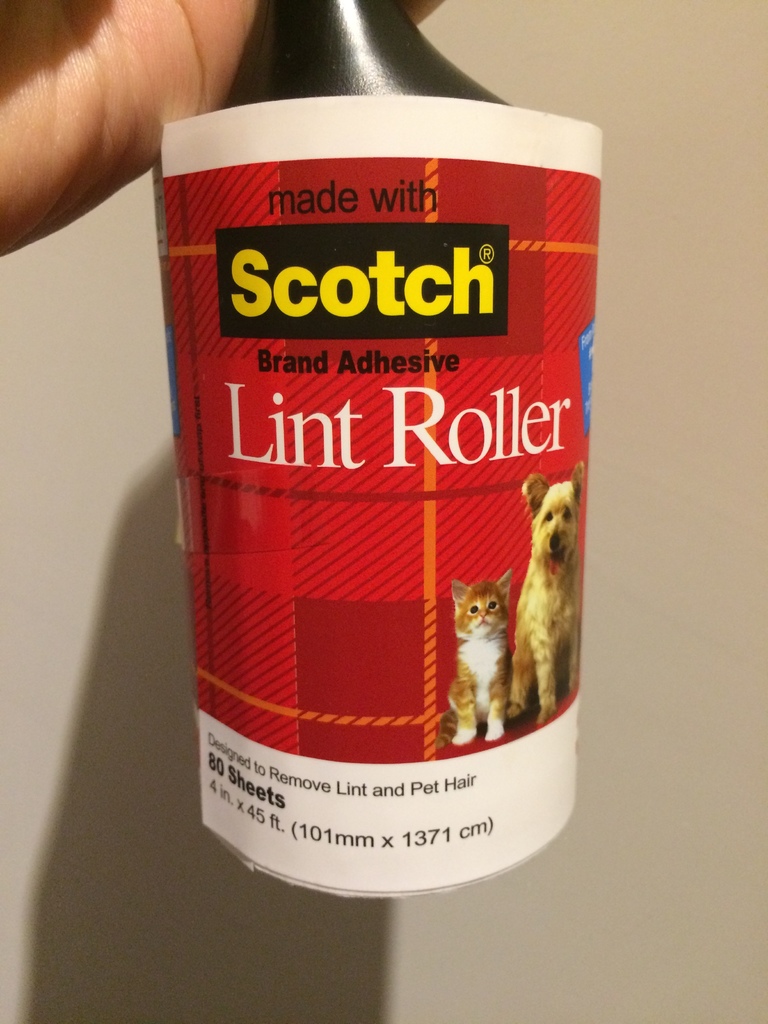 made with
Scotch®
Brand Adhesive
Lint Roller
Designed to Remove Lint and Pet Hair
80 Sheets
4 in. x 45 ft. (101mm x 1371 cm)